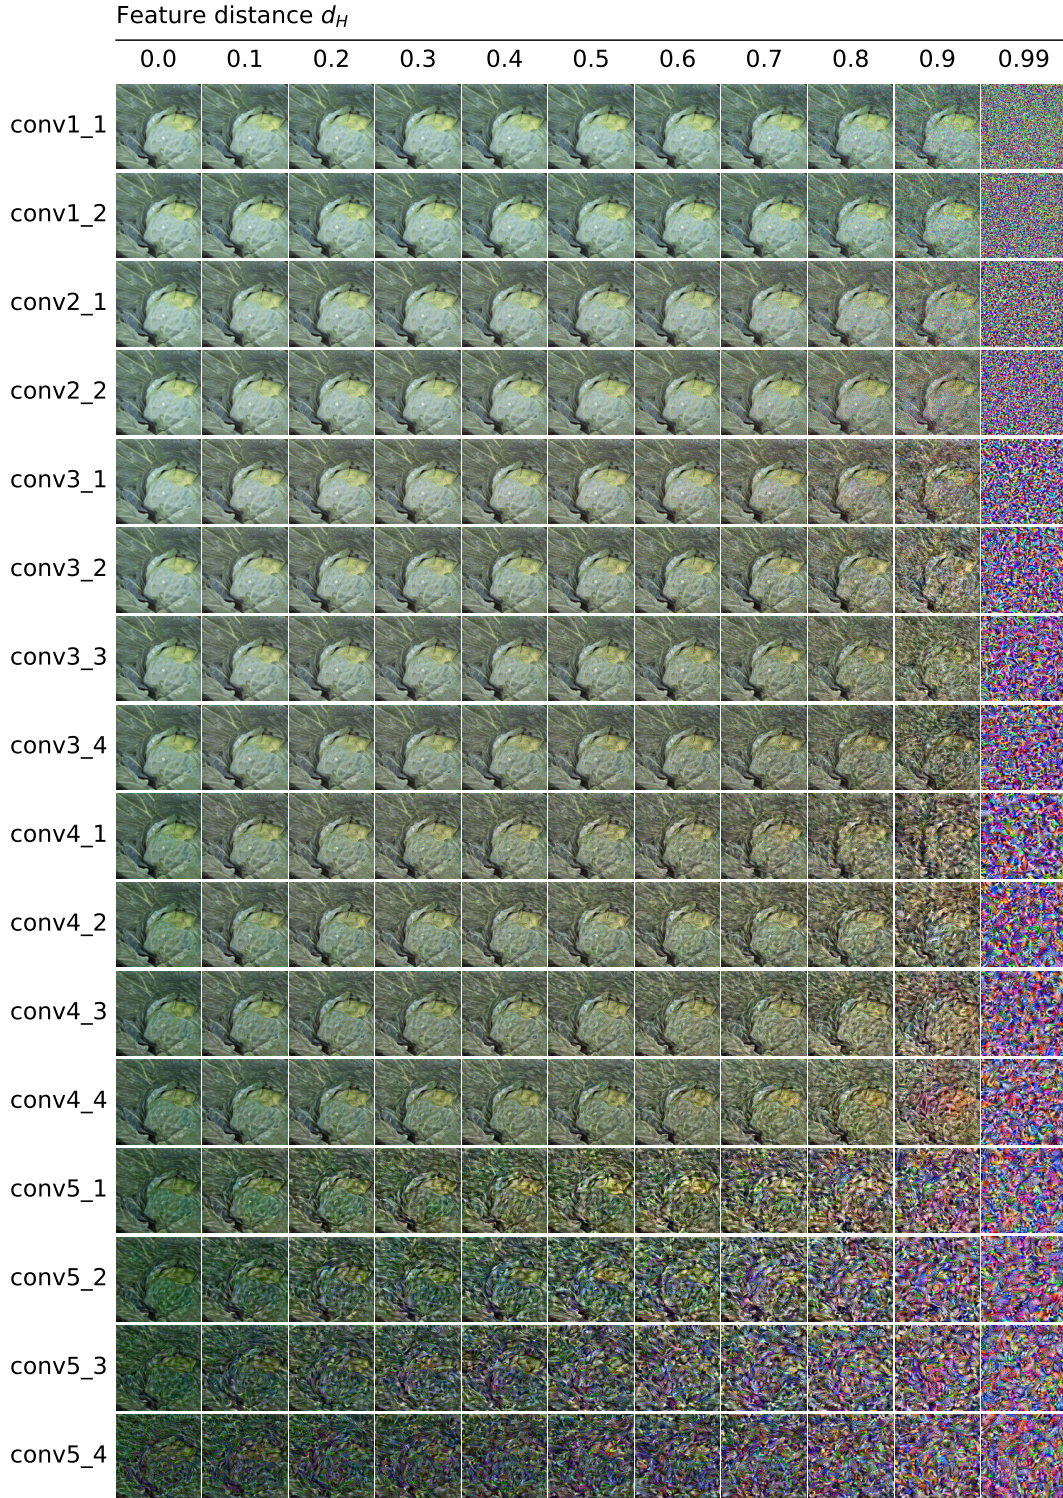 Feature distance d_H
0.0 0.1 0.2 0.3 0.4 0.5 0.6 0.7 0.8 0.9 0.99
conv1_1
conv1_2
conv2_1
conv2_2
conv3_1
conv3_2
conv3_3
conv3_4
conv4_1
conv4_2
conv4_3
conv4_4
conv5_1
conv5_2
conv5_3
conv5_4